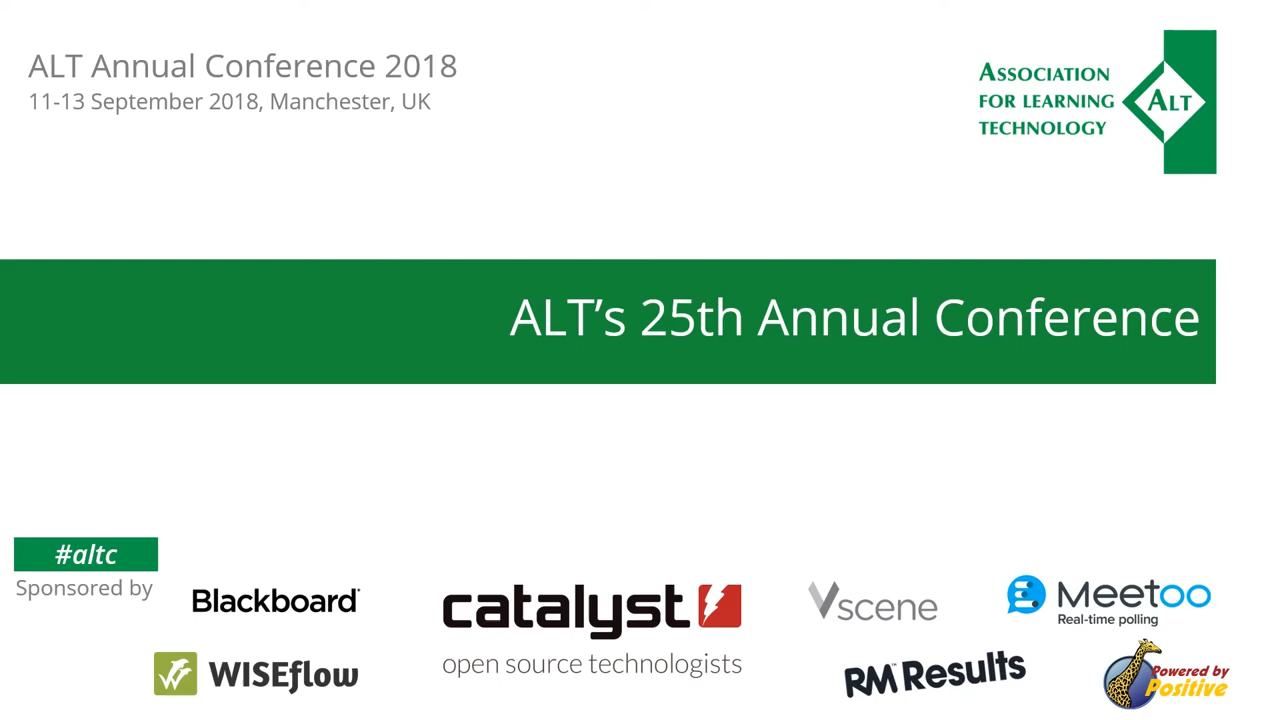 ALT Annual Conference 2018
11-13 September 2018, Manchester, UK
ASSOCIATION
FOR LEARNING
TECHNOLOGY
ALT
ALT’s 25th Annual Conference
#altc
Sponsored by
Blackboard
catalyst
open source technologists
Vscene
Meetoo
Real-time polling
WISEflow
RM Results
Powered by
Positive